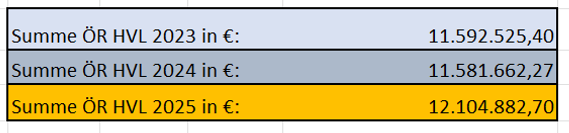 Summe ÖR HVL 2023 in €: 11.592.525,40
Summe ÖR HVL 2024 in €: 11.581.662,27
Summe ÖR HVL 2025 in €: 12.104.882,70